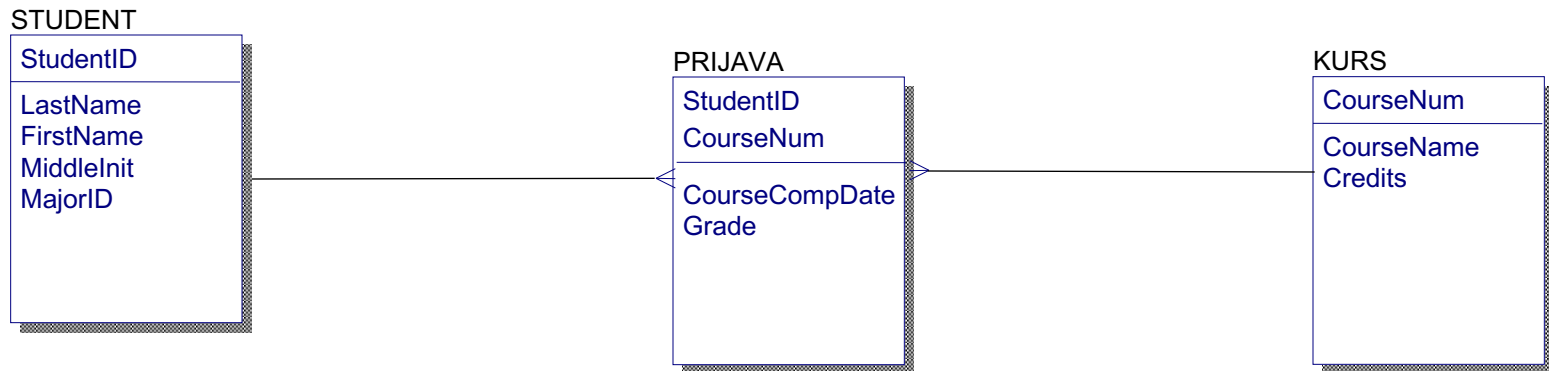 STUDENT
StudentID
LastName
FirstName
MiddleInit
MajorID
PRIJAVA
StudentID
CourseNum
CourseCompDate
Grade
KURS
CourseNum
CourseName
Credits